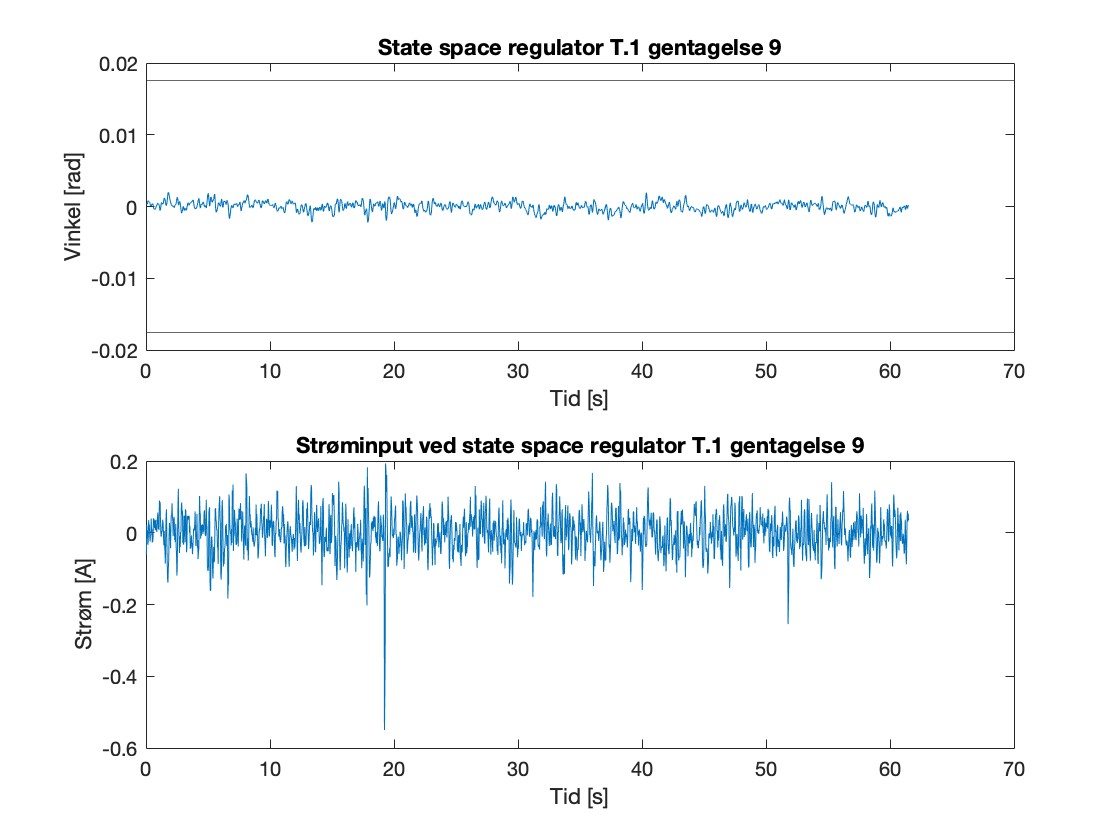 State space regulator T.1 gentagelse 9
0.02
0.01
0
-0.01
-0.02
Vinkel [rad]
0 10 20 30 40 50 60 70
Tid [s]
Strøminput ved state space regulator T.1 gentagelse 9
0.2
0
-0.2
-0.4
-0.6
Strøm [A]
0 10 20 30 40 50 60 70
Tid [s]